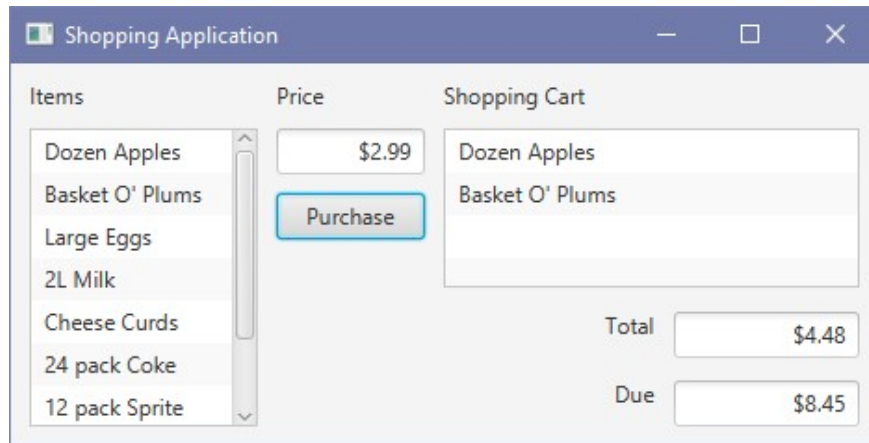 Shopping Application
Items
Price
Shopping Cart
Dozen Apples
Basket O' Plums
Large Eggs
2L Milk
Cheese Curds
24 pack Coke
12 pack Sprite
$2.99
Purchase
Dozen Apples
Basket O' Plums
Total
$4.48
Due
$8.45